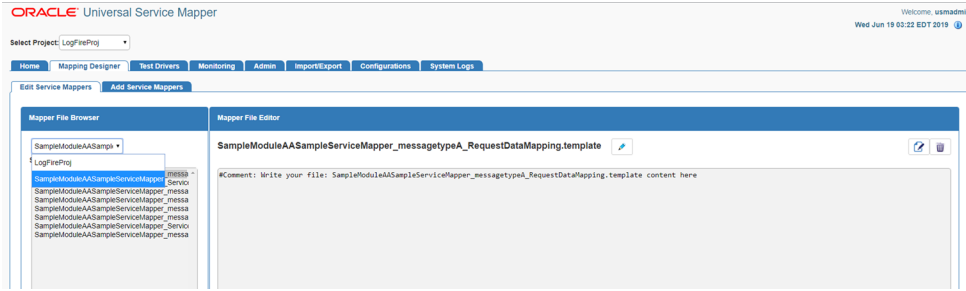 ORACLE Universal Service Mapper
Welcome, usmadmi
Wed Jun 19 03:22 EDT 2019
Select Project: LogFireProj
Home Mapping Designer Test Drivers Monitoring Admin Import/Export Configurations System Logs
Edit Service Mappers Add Service Mappers
Mapper File Browser
Mapper File Editor
SampleModuleAASampl
SampleModuleAASampleServiceMapper_messagetypeA_RequestDataMapping.template
LogFireProj
SampleModuleAASampleServiceMapper
_messa
_Servic
SampleModuleAASampleServiceMapper_messa
SampleModuleAASampleServiceMapper_messa
SampleModuleAASampleServiceMapper_messa
SampleModuleAASampleServiceMapper_messa
SampleModuleAASampleServiceMapper_Servic
SampleModuleAASampleServiceMapper_messa
#Comment: Write your file: SampleModuleAASampleServiceMapper_messagetypeA_RequestDataMapping.template content here